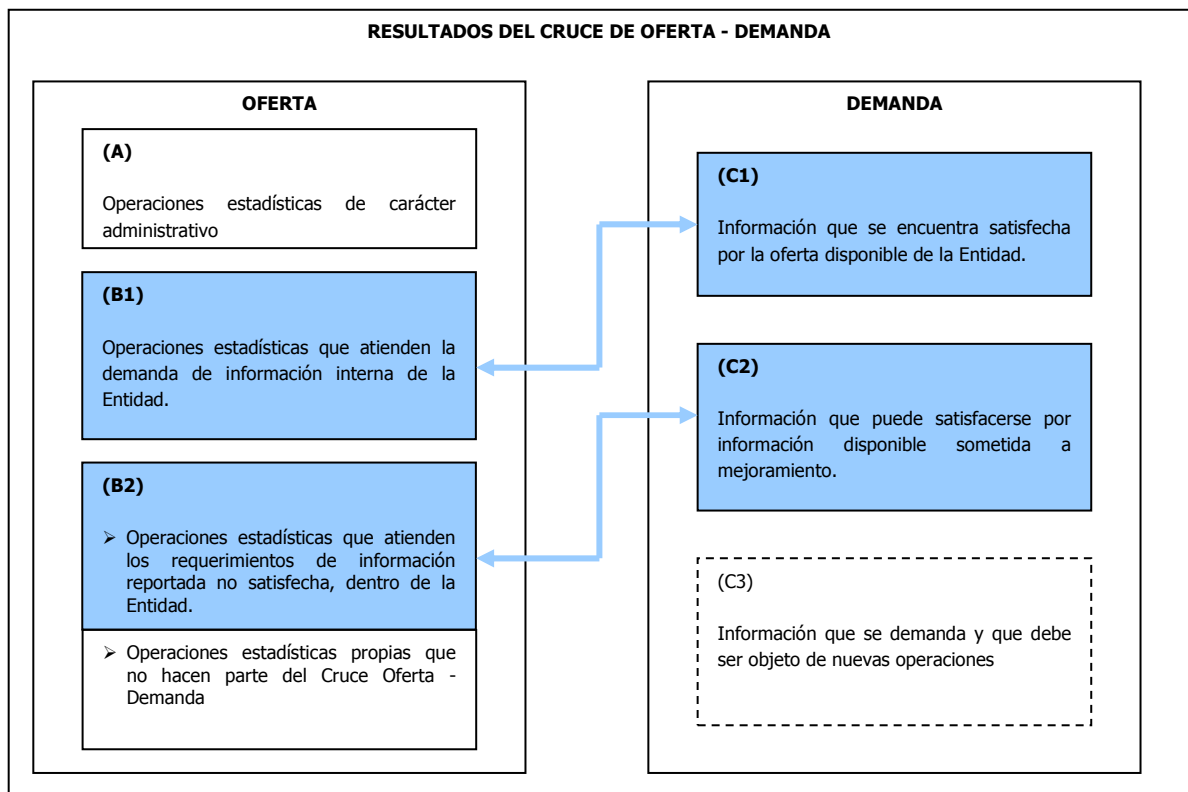 RESULTADOS DEL CRUCE DE OFERTA - DEMANDA
OFERTA
(A)
Operaciones estadísticas de carácter
administrativo
(B1)
Operaciones estadísticas que atienden la
demanda de información interna de la
Entidad.
(B2)
➢ Operaciones estadísticas que atienden
los requerimientos de información
reportada no satisfecha, dentro de la
Entidad.
➢ Operaciones estadísticas propias que
no hacen parte del Cruce Oferta -
Demanda
DEMANDA
(C1)
Información que se encuentra satisfecha
por la oferta disponible de la Entidad.
(C2)
Información que puede satisfacerse por
información disponible sometida a
mejoramiento.
(C3)
Información que se demanda y que debe
ser objeto de nuevas operaciones